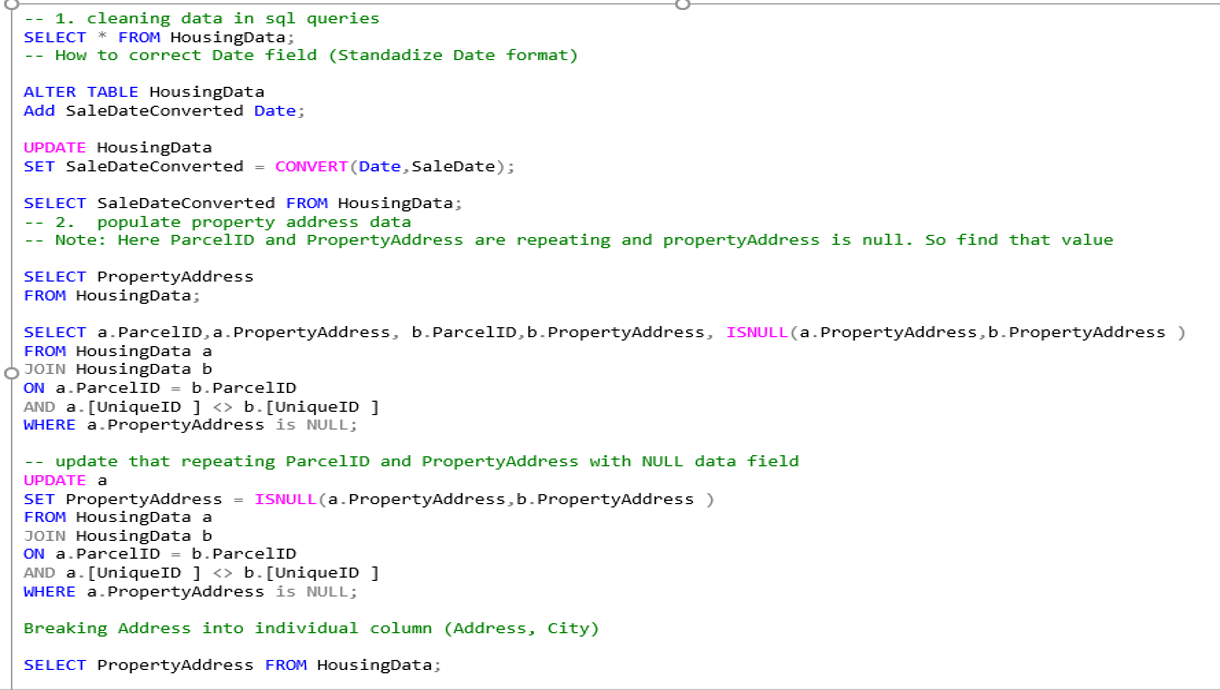 -- 1. cleaning data in sql queries
SELECT * FROM HousingData;
-- How to correct Date field (Standadize Date format)
ALTER TABLE HousingData
Add SaleDateConverted Date;
UPDATE HousingData
SET SaleDateConverted = CONVERT(Date,SaleDate);
SELECT SaleDateConverted FROM HousingData;
-- 2.  populate property address data
-- Note: Here ParcelID and PropertyAddress are repeating and propertyAddress is null. So find that value
SELECT PropertyAddress
FROM HousingData;
SELECT a.ParcelID,a.PropertyAddress, b.ParcelID,b.PropertyAddress, ISNULL(a.PropertyAddress,b.PropertyAddress )
FROM HousingData a
JOIN HousingData b
ON a.ParcelID = b.ParcelID
AND a.[UniqueID ] <> b.[UniqueID ]
WHERE a.PropertyAddress is NULL;
-- update that repeating ParcelID and PropertyAddress with NULL data field
UPDATE a
SET PropertyAddress = ISNULL(a.PropertyAddress,b.PropertyAddress )
FROM HousingData a
JOIN HousingData b
ON a.ParcelID = b.ParcelID
AND a.[UniqueID ] <> b.[UniqueID ]
WHERE a.PropertyAddress is NULL;
Breaking Address into individual column (Address, City)
SELECT PropertyAddress FROM HousingData;